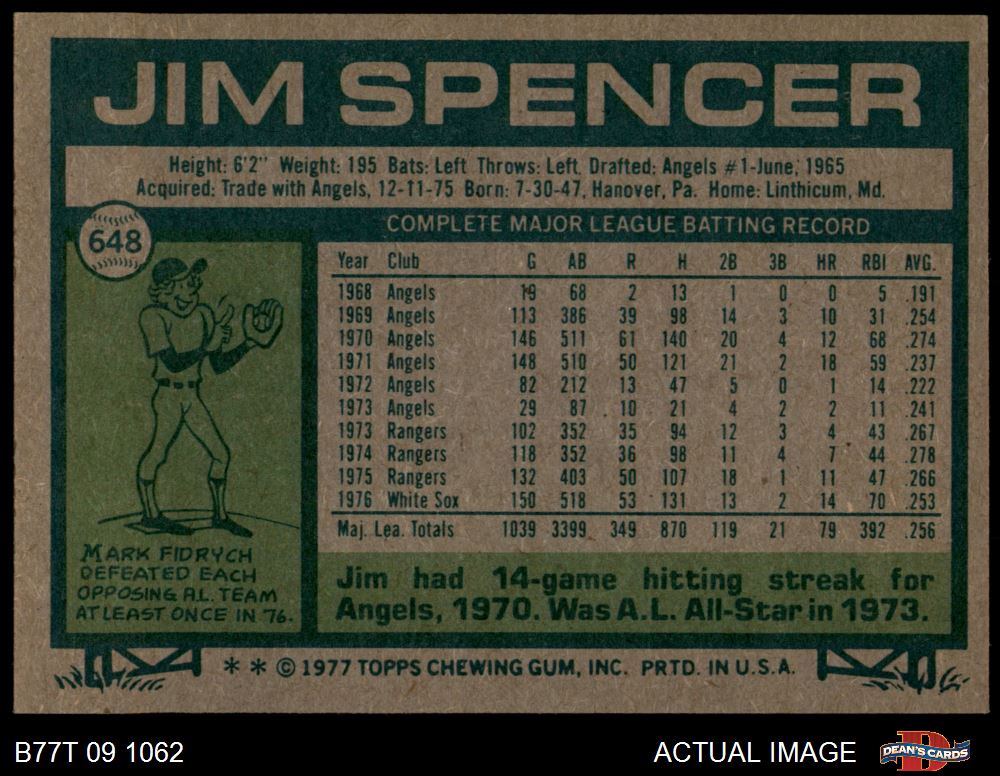 JIM SPENCER
Height: 6'2" Weight: 195 Bats: Left Throws: Left Drafted: Angels #1-June, 1965
Acquired: Trade with Angels, 12-11-75 Born: 7-30-47, Hanover, Pa. Home: Linthicum, Md.
648
COMPLETE MAJOR LEAGUE BATTING RECORD
Year Club G AB R H 2B 3B HR RBI AVG.
1968 Angels 19 68 2 13 1 0 0 5 .191
1969 Angels 113 386 39 98 14 3 10 31 .254
1970 Angels 146 511 61 140 20 4 12 68 .274
1971 Angels 148 510 50 121 21 2 18 59 .237
1972 Angels 82 212 13 47 5 0 1 14 .222
1973 Angels 29 87 10 21 4 2 2 11 .241
1973 Rangers 102 352 35 94 12 3 4 43 .267
1974 Rangers 118 352 36 98 11 4 7 44 .278
1975 Rangers 132 403 50 107 18 1 11 47 .266
1976 White Sox 150 518 53 131 13 2 14 70 .253
Maj. Lea. Totals 1039 3399 349 870 119 21 79 392 .256
MARK FIDRYCH
DEFEATED EACH
OPPOSING A.L. TEAM
AT LEAST ONCE IN '76.
Jim had 14-game hitting streak for
Angels, 1970. Was A.L. All-Star in 1973.
* * © 1977 TOPPS CHEWING GUM, INC. PRTD. IN U.S.A.
B77T 09 1062
ACTUAL IMAGE
D
DEAN'S CARDS